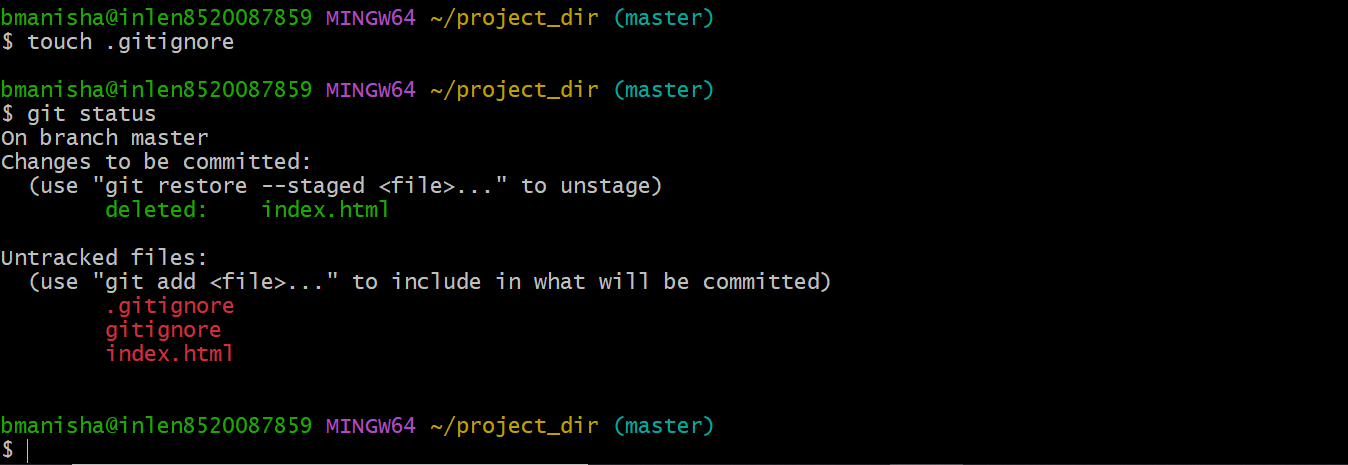 bmanisha@inlen8520087859 MINGW64 ~/project_dir (master)
$ touch .gitignore
bmanisha@inlen8520087859 MINGW64 ~/project_dir (master)
$ git status
On branch master
Changes to be committed:
(use "git restore --staged <file>..." to unstage)
deleted: index.html
Untracked files:
(use "git add <file>..." to include in what will be committed)
.gitignore
gitignore
index.html
bmanisha@inlen8520087859 MINGW64 ~/project_dir (master)
$